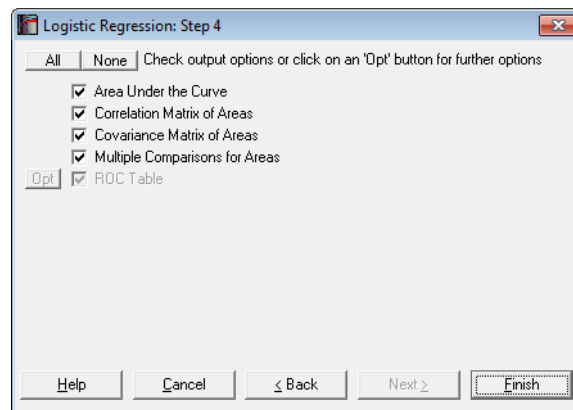 Logistic Regression: Step 4
All None Check output options or click on an 'Opt' button for further options
Area Under the Curve
Correlation Matrix of Areas
Covariance Matrix of Areas
Multiple Comparisons for Areas
Opt ROC Table
Help Cancel < Back Next > Finish